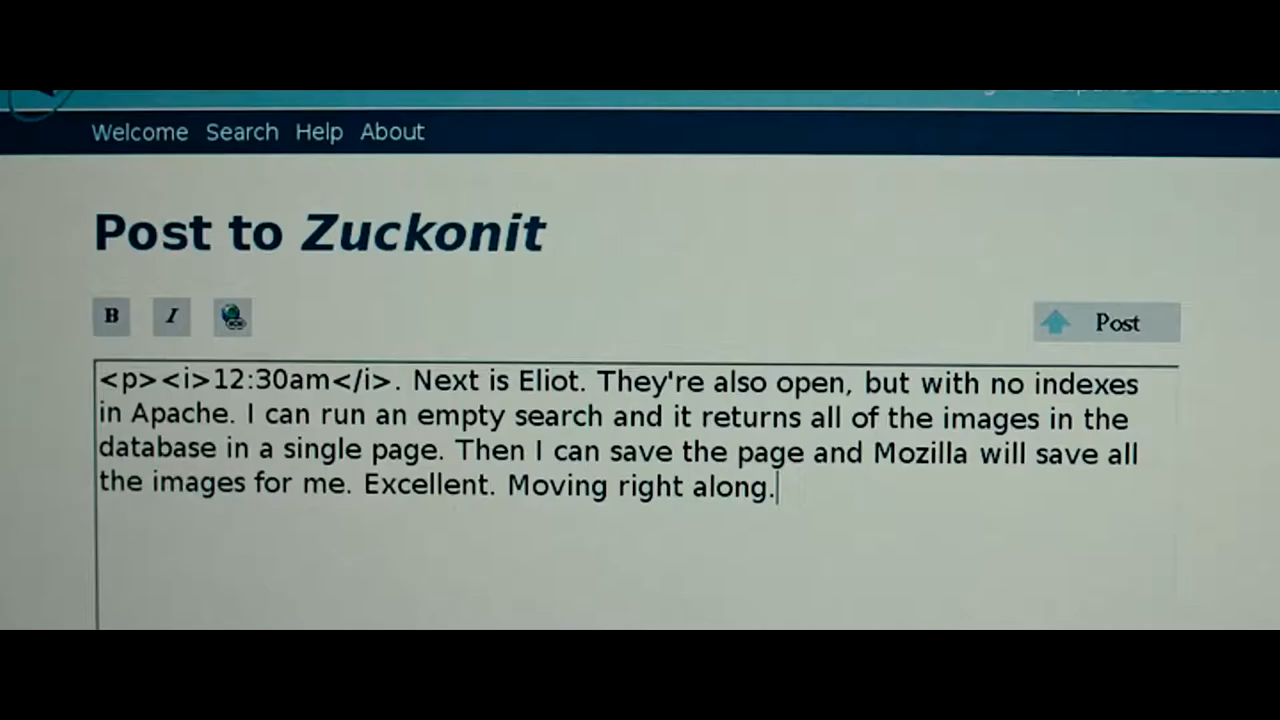 Welcome Search Help About
Post to Zuckonit
B I
Post
<p><i>12:30am</i>. Next is Eliot. They're also open, but with no indexes
in Apache. I can run an empty search and it returns all of the images in the
database in a single page. Then I can save the page and Mozilla will save all
the images for me. Excellent. Moving right along.